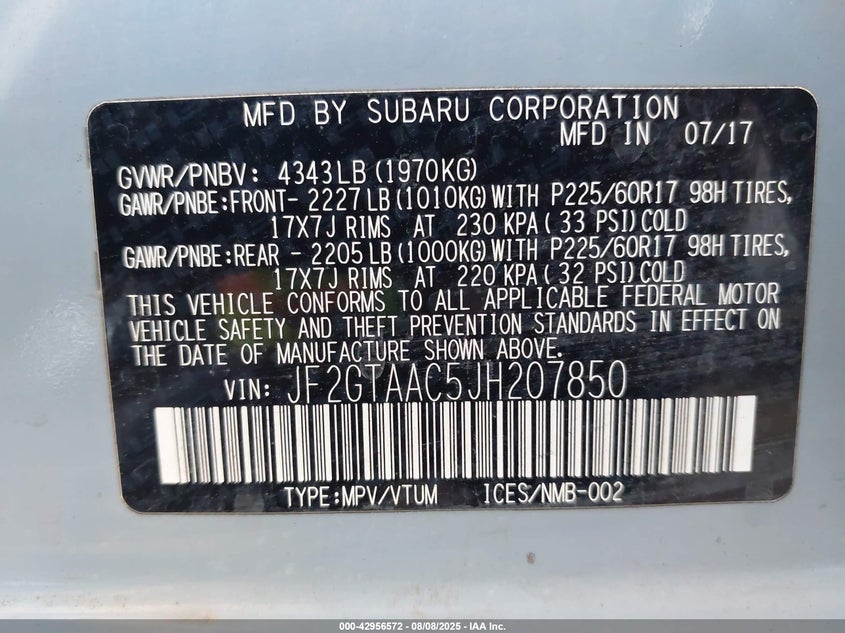 MFD BY SUBARU CORPORATION
MFD IN 07/17
GVWR/PNBV: 4343LB(1970KG)
GAWR/PNBE:FRONT- 2227LB(1010KG)WITH P225/60R17 98H TIRES,
17X7J RIMS AT 230 KPA( 33 PSI)COLD
GAWR/PNBE:REAR - 2205LB(1000KG)WITH P225/60R17 98H TIRES,
17X7J RIMS AT 220 KPA( 32 PSI)COLD
THIS VEHICLE CONFORMS TO ALL APPLICABLE FEDERAL MOTOR
VEHICLE SAFETY AND THEFT PREVENTION STANDARDS IN EFFECT ON
THE DATE OF MANUFACTURE SHOWN ABOVE.
VIN: JF2GTAAC5JH207850
TYPE:MPV/VTUM ICES/NMB-002
000-42956572 - 08/08/2025 - IAA Inc.